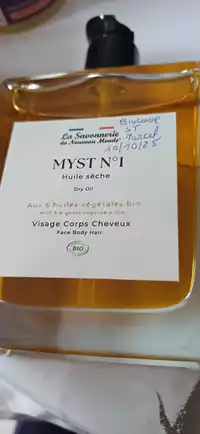 La Savonnerie
du Nouveau Monde
Biocoop
ST
Marcel
10/10/25
MYST N°1
Huile sèche
Dry Oil
Aux 6 huiles végétales bio
Visage Corps Cheveux
Face Body Hair
BIO